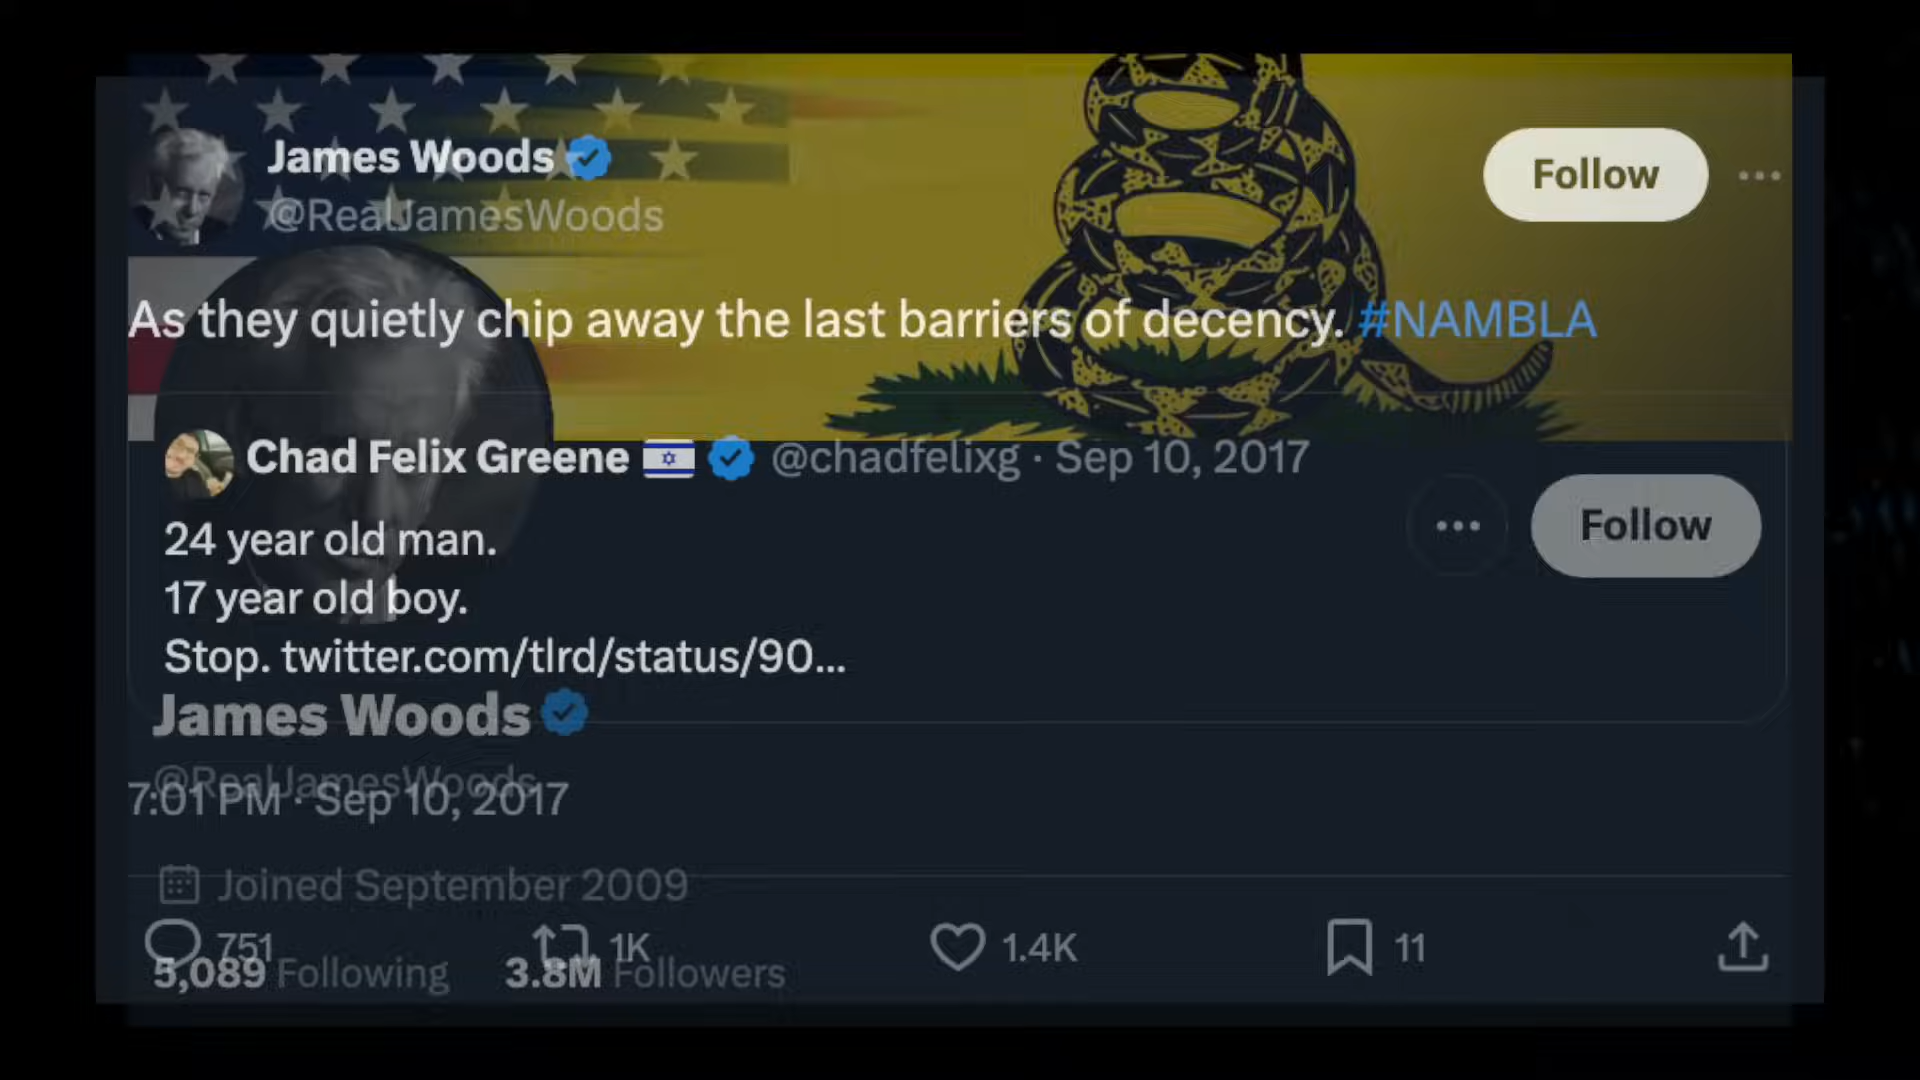 James Woods
@RealJamesWoods
Follow
As they quietly chip away the last barriers of decency. #NAMBLA
Chad Felix Greene @chadfelixg · Sep 10, 2017
24 year old man.
17 year old boy.
Stop. twitter.com/tlrd/status/90...
Follow
James Woods
@RealJamesWoods
7:01 PM · Sep 10, 2017
Joined September 2009
751 1K 1.4K 11
5,089 Following 3.8M Followers